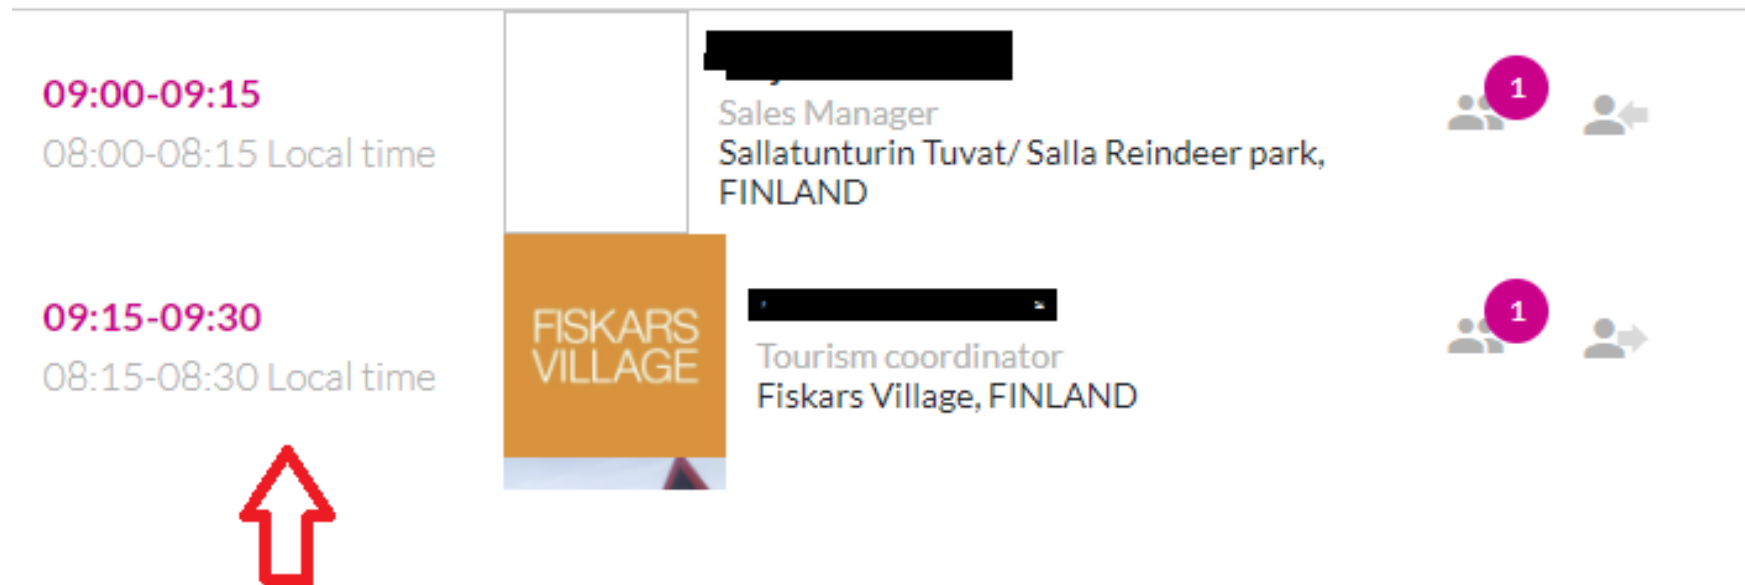 09:00-09:15
08:00-08:15 Local time
Sales Manager
Sallatunturin Tuvat/ Salla Reindeer park,
FINLAND
1
09:15-09:30
08:15-08:30 Local time
FISKARS
VILLAGE
Tourism coordinator
Fiskars Village, FINLAND
1